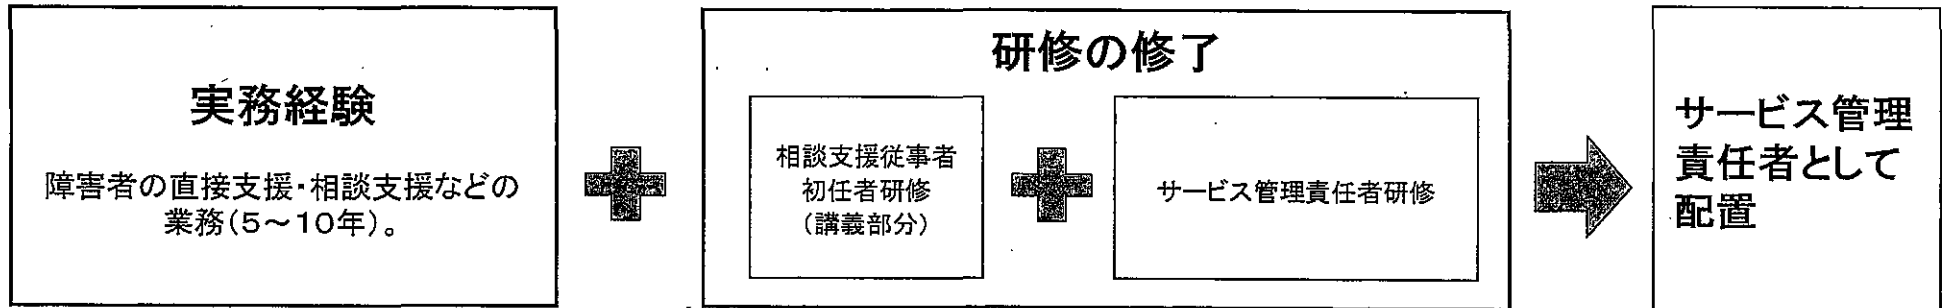 実務経験
障害者の直接支援・相談支援などの
業務(5～10年)。
研修の修了
相談支援従事者
初任者研修
(講義部分)
サービス管理責任者研修
サービス管理
責任者として
配置